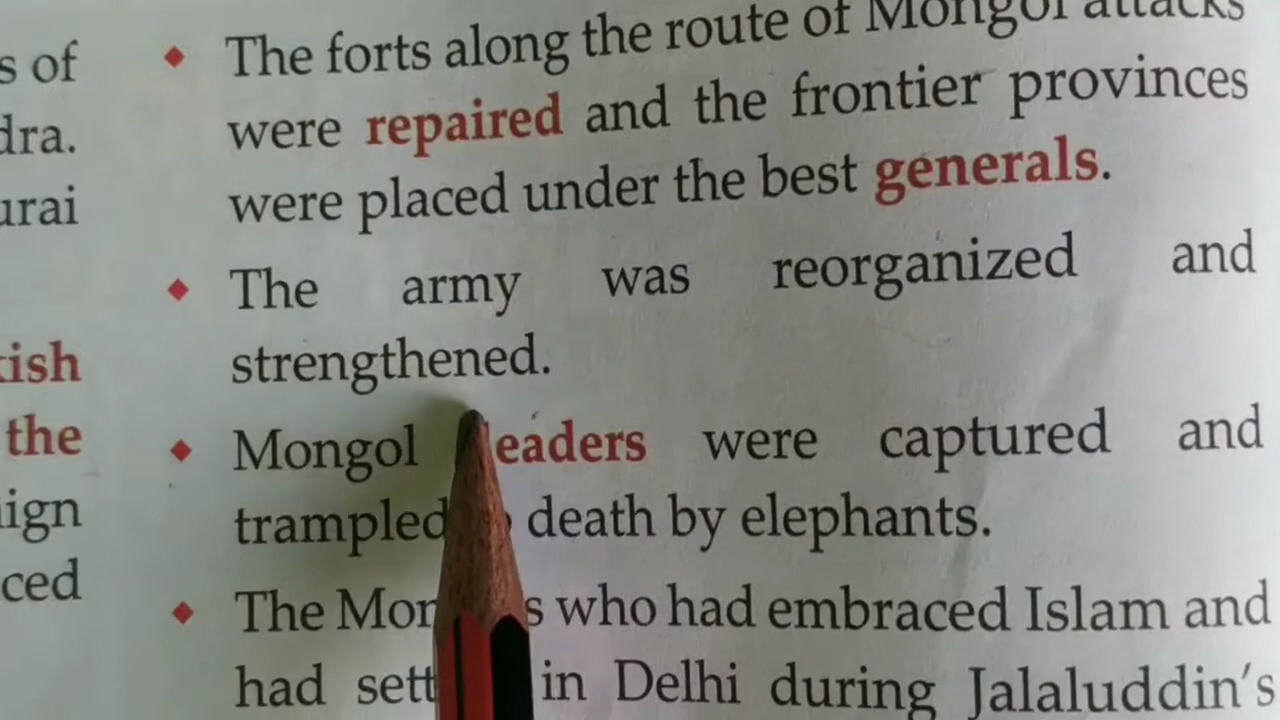 s of
dra.
urai
ish
the
ign
ced
The forts along the route of Mongol attacks
were repaired and the frontier provinces
were placed under the best generals.
The army was reorganized and
strengthened.
Mongol eaders were captured and
trampled death by elephants.
The Mon s who had embraced Islam and
had sett in Delhi during Jalaluddin's